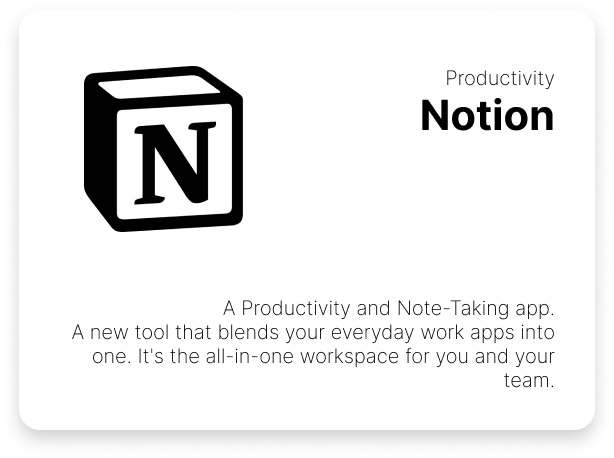 N
Productivity
Notion
A Productivity and Note-Taking app.
A new tool that blends your everyday work apps into
one. It's the all-in-one workspace for you and your
team.